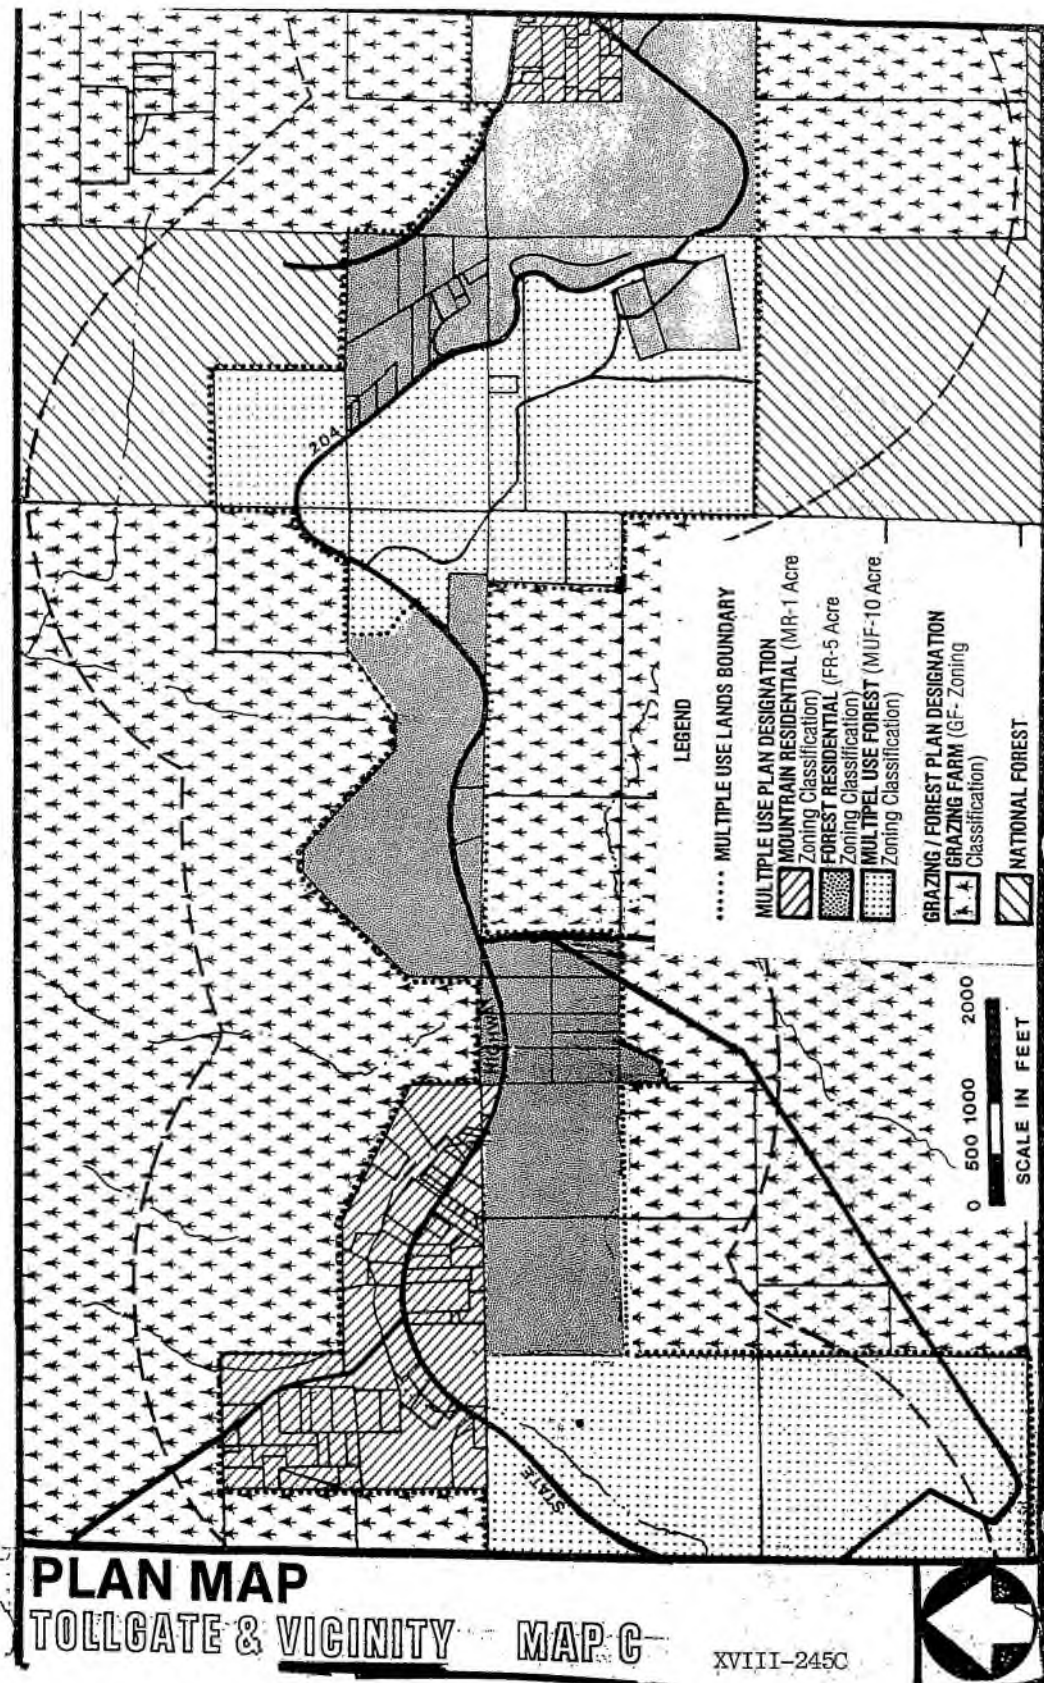 204
HIGHWA
STATE
LEGEND
MULTIPLE USE LANDS BOUNDARY
MULTIPLE USE PLAN DESIGNATION
MOUNTRAIN RESIDENTIAL (MR-1 Acre
Zoning Classification)
FOREST RESIDENTIAL (FR-5 Acre
Zoning Classification)
MULTIPEL USE FOREST (MUF-10 Acre
Zoning Classification)
GRAZING / FOREST PLAN DESIGNATION
GRAZING FARM (GF- Zoning
Classification)
NATIONAL FOREST
0 500 1000 2000
SCALE IN FEET
PLAN MAP
TOLLGATE & VICINITY MAP C
XVIII-245C